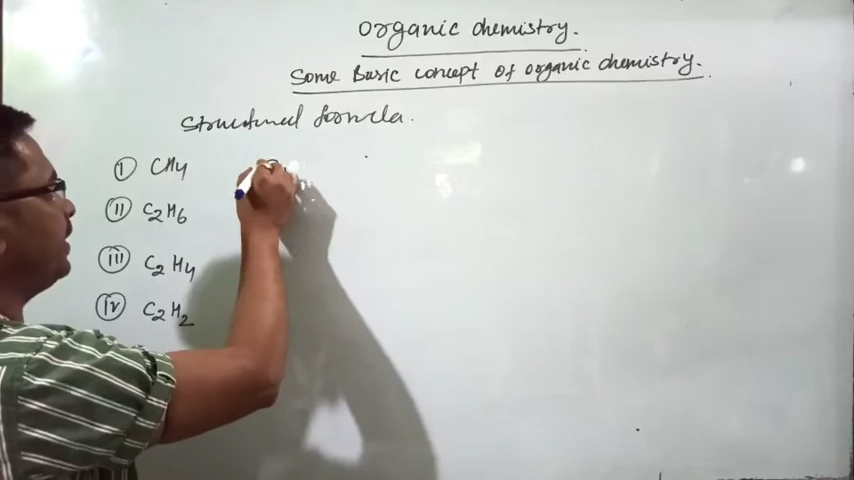 Organic chemistry.
Some Basic concept of organic chemistry.
Structural formula.
(i) CH4
(ii) C2H6
(iii) C2H4
(iv) C2H2